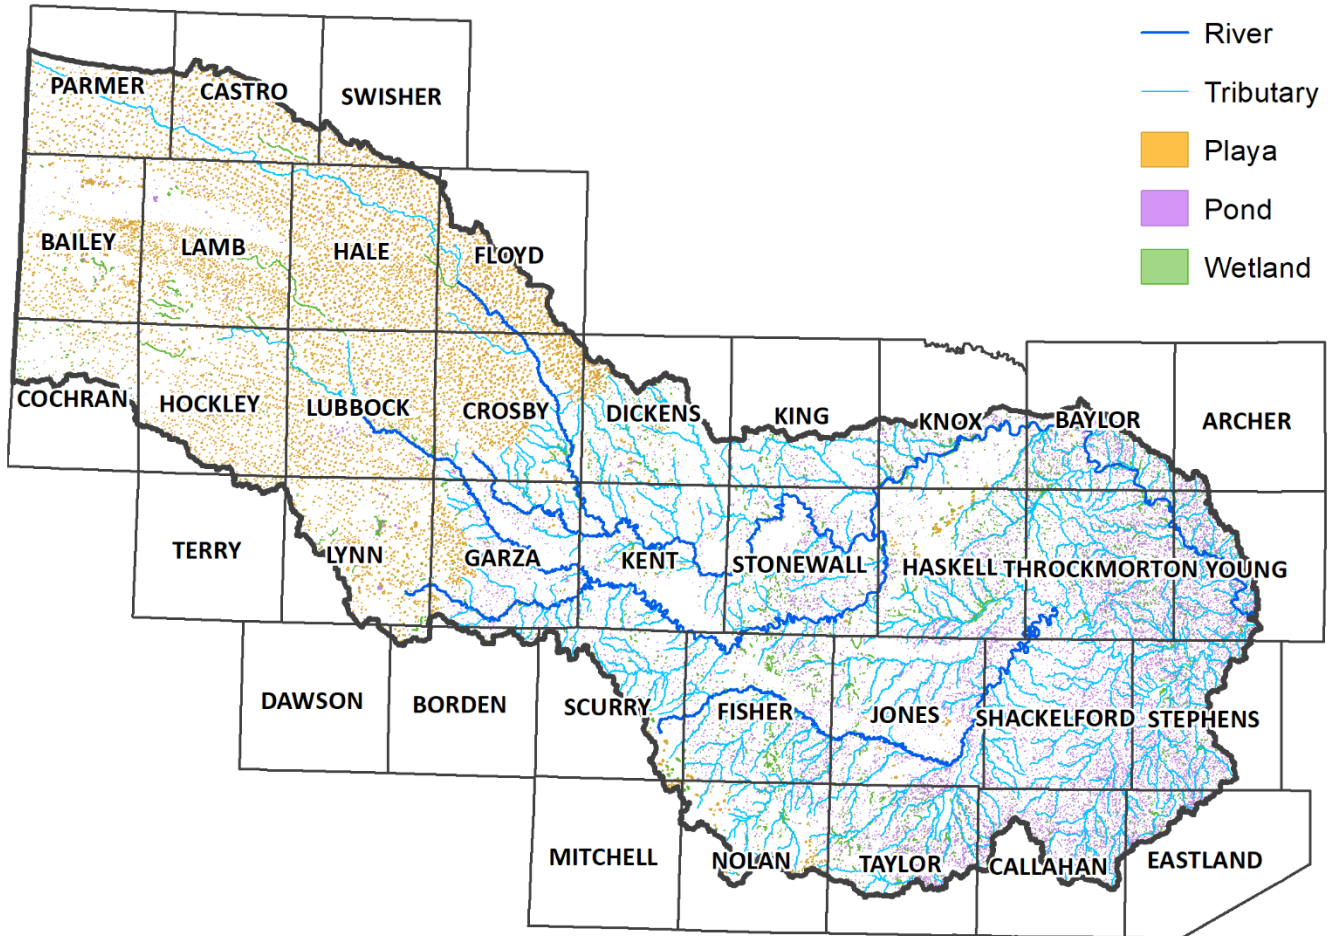 River
Tributary
Playa
Pond
Wetland
PARMER
CASTRO
SWISHER
BAILEY
LAMB
HALE
FLOYD
COCHRAN
HOCKLEY
LUBBOCK
CROSBY
DICKENS
KING
KNOX
BAYLOR
ARCHER
TERRY
LYNN
GARZA
KENT
STONEWALL
HASKELL
THROCKMORTON
YOUNG
DAWSON
BORDEN
SCURRY
FISHER
JONES
SHACKELFORD
STEPHENS
MITCHELL
NOLAN
TAYLOR
CALLAHAN
EASTLAND